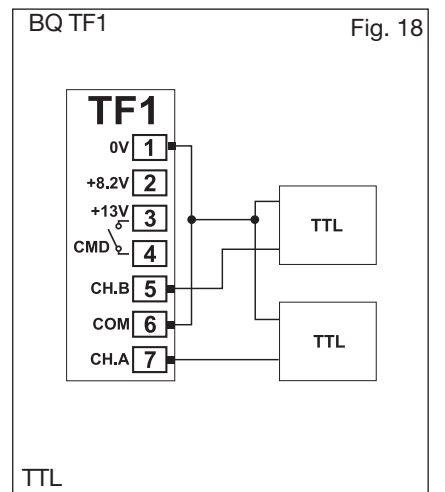 BQ TF1
Fig. 18
TF1
0V 1
+8.2V 2
+13V 3
CMD 4
CH.B 5
COM 6
CH.A 7
TTL
TTL
TTL